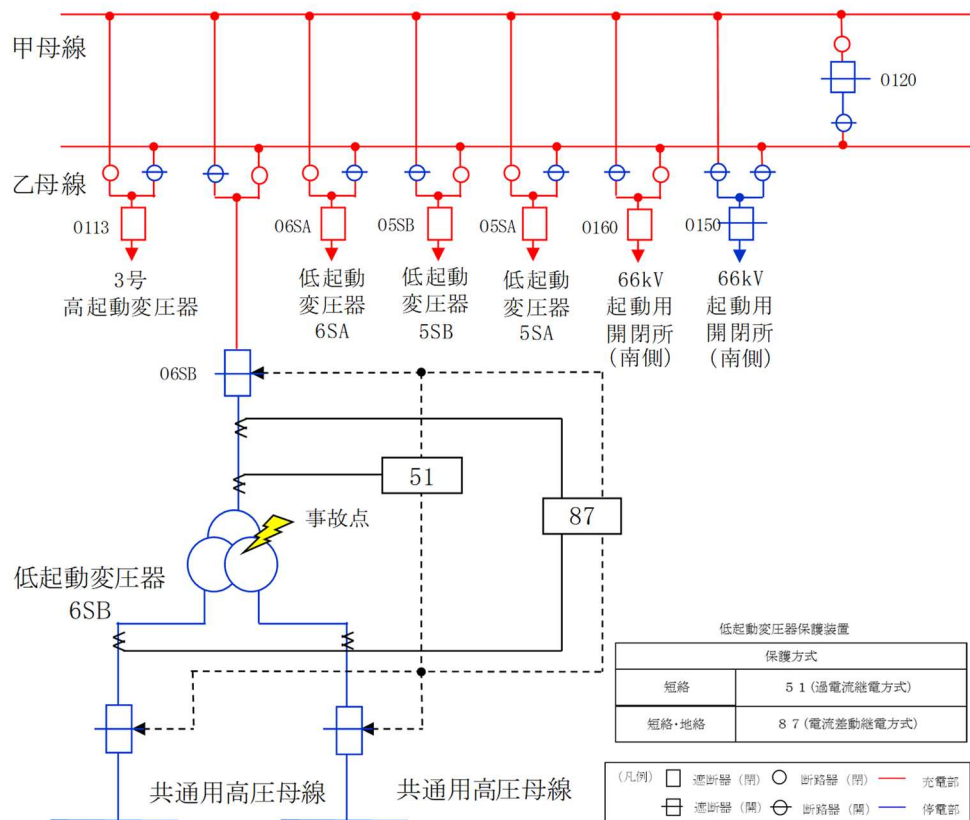 甲母線
0120
乙母線
0113
06SA
05SB
05SA
0160
0150
3号
高起動変圧器
低起動
変圧器
6SA
低起動
変圧器
5SB
低起動
変圧器
5SA
66kV
起動用
開閉所
(南側)
66kV
起動用
開閉所
(南側)
06SB
51
87
事故点
低起動変圧器
6SB
低起動変圧器保護装置
保護方式
短絡 51(過電流継電方式)
短絡・地絡 87(電流差動継電方式)
共通用高圧母線
共通用高圧母線
(凡例) 遮断器 (閉) 断路器 (閉) 充電部
遮断器 (開) 断路器 (開) 停電部